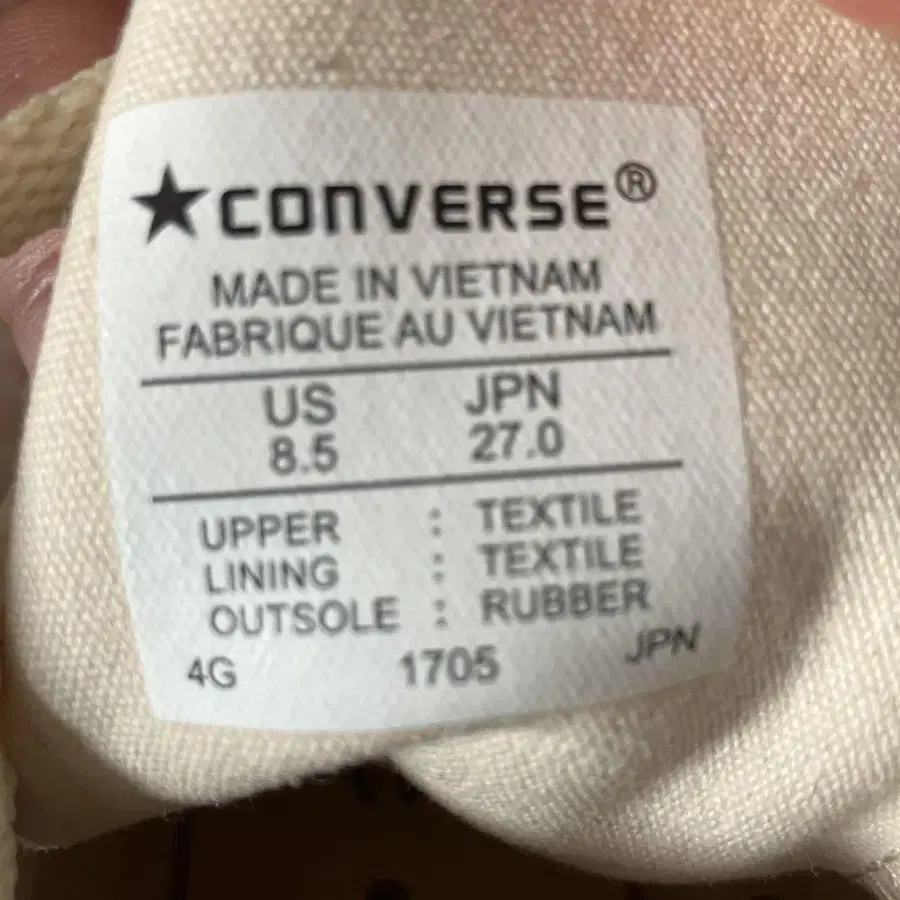 ★CONVERSE®
MADE IN VIETNAM
FABRIQUE AU VIETNAM
US JPN
8.5 27.0
UPPER : TEXTILE
LINING : TEXTILE
OUTSOLE : RUBBER
4G 1705 JPN